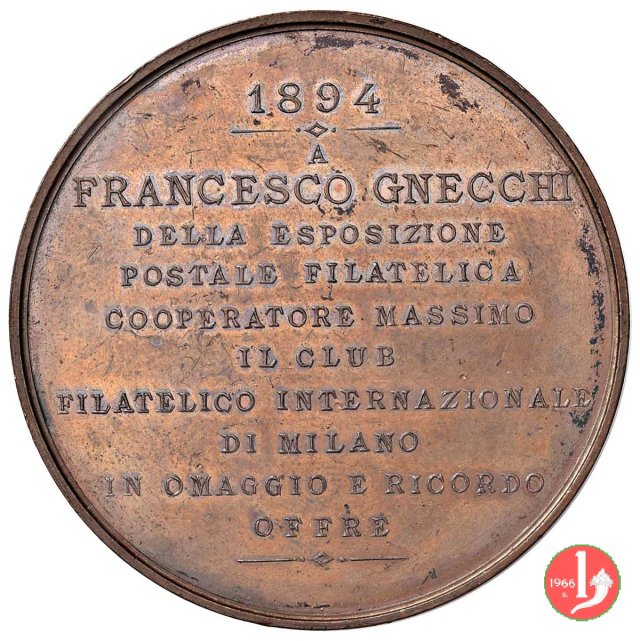 1894
A
FRANCESCO GNECCHI
DELLA ESPOSIZIONE
POSTALE FILATELICA
COOPERATORE MASSIMO
IL CLUB
FILATELICO INTERNAZIONALE
DI MILANO
IN OMAGGIO E RICORDO
OFFRE
1966